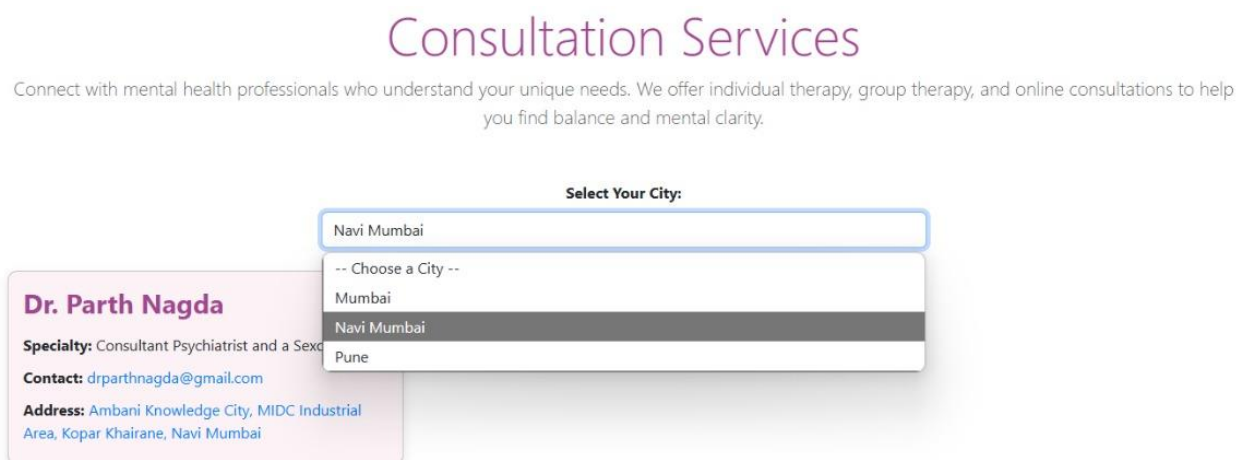 Consultation Services
Connect with mental health professionals who understand your unique needs. We offer individual therapy, group therapy, and online consultations to help
you find balance and mental clarity.
Select Your City:
Navi Mumbai
-- Choose a City --
Mumbai
Navi Mumbai
Pune
Dr. Parth Nagda
Specialty: Consultant Psychiatrist and a
Contact: drparthnagda@gmail.com
Address: Ambani Knowledge City, MIDC Industrial
Area, Kopar Khairane, Navi Mumbai